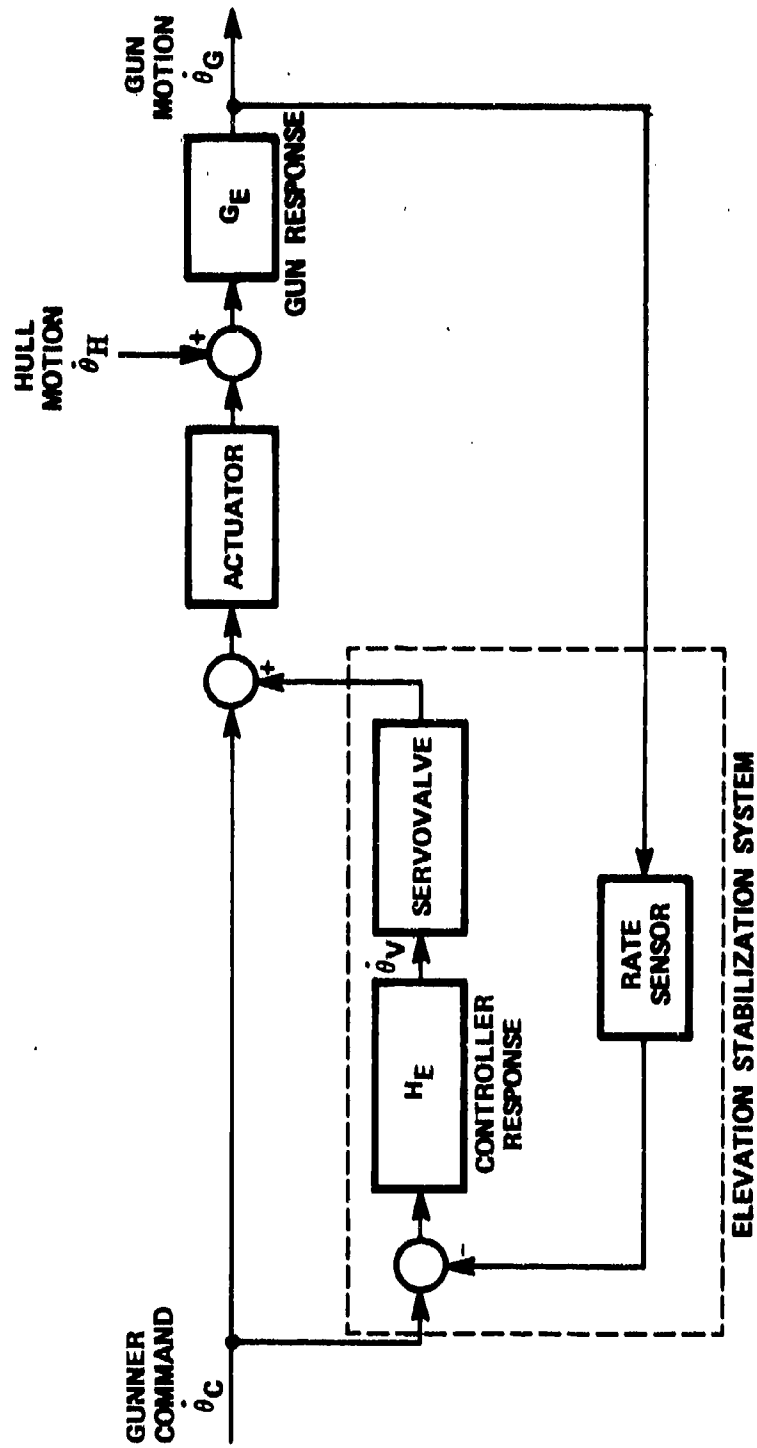 GUNNER
COMMAND
θ̇C
HULL
MOTION
θ̇H
GUN
MOTION
θ̇G
+
ACTUATOR
+
GE
GUN RESPONSE
HE
CONTROLLER
RESPONSE
θ̇V
SERVOVALVE
-
RATE
SENSOR
ELEVATION STABILIZATION SYSTEM